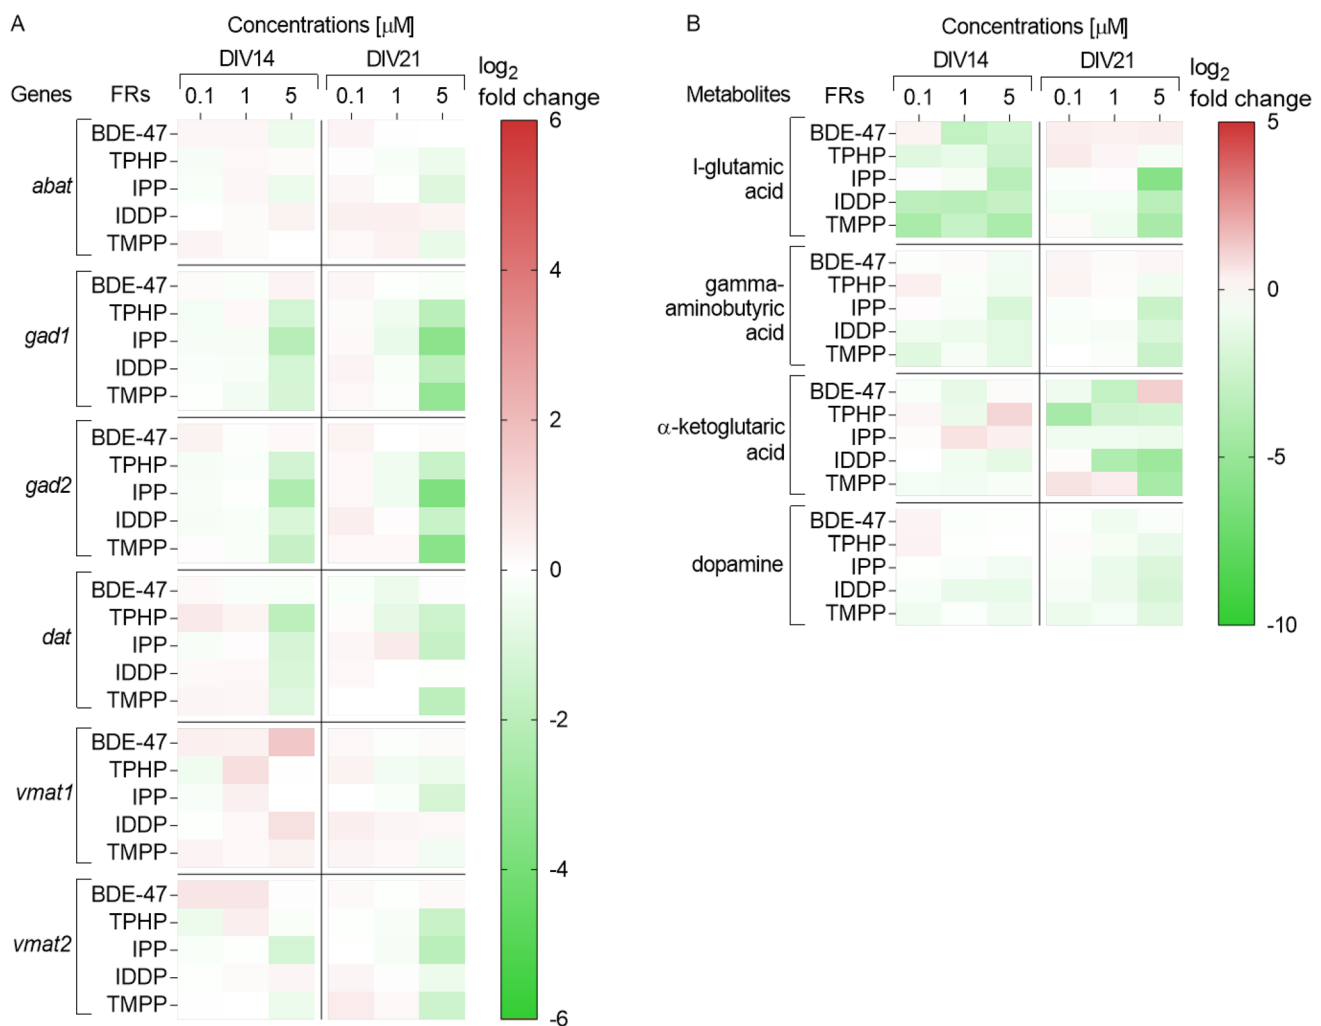 A
Concentrations [μM]
DIV14 DIV21
Genes FRs 0.1 1 5 0.1 1 5
log2
fold change
abat
BDE-47
TPHP
IPP
IDDP
TMPP
gad1
BDE-47
TPHP
IPP
IDDP
TMPP
gad2
BDE-47
TPHP
IPP
IDDP
TMPP
dat
BDE-47
TPHP
IPP
IDDP
TMPP
vmat1
BDE-47
TPHP
IPP
IDDP
TMPP
vmat2
BDE-47
TPHP
IPP
IDDP
TMPP
6
4
2
0
-2
-4
-6
B
Concentrations [μM]
DIV14 DIV21
Metabolites FRs 0.1 1 5 0.1 1 5
log2
fold change
l-glutamic
acid
BDE-47
TPHP
IPP
IDDP
TMPP
gamma-
aminobutyric
acid
BDE-47
TPHP
IPP
IDDP
TMPP
α-ketoglutaric
acid
BDE-47
TPHP
IPP
IDDP
TMPP
dopamine
BDE-47
TPHP
IPP
IDDP
TMPP
5
0
-5
-10